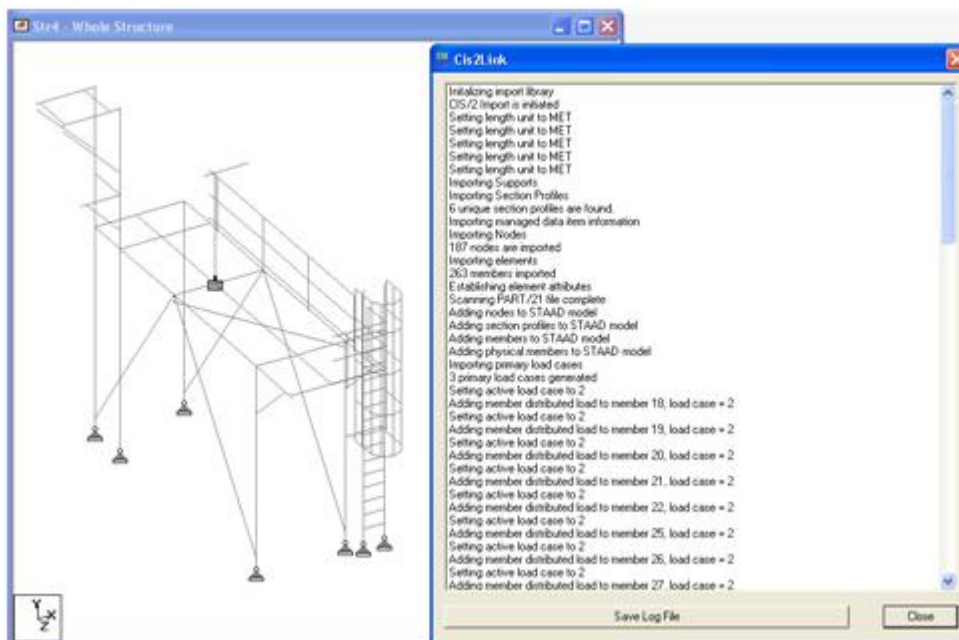 Str4 - Whole Structure
Cis2Link
Initializing import library
CIS/2 Import is initiated
Setting length unit to MET
Setting length unit to MET
Setting length unit to MET
Setting length unit to MET
Setting length unit to MET
Importing Supports
Importing Section Profiles
6 unique section profiles are found.
Importing managed data item information
Importing Nodes
187 nodes are imported
Importing elements
263 members imported
Establishing element attributes
Scanning PART/21 file complete
Adding nodes to STAAD model
Adding section profiles to STAAD model
Adding members to STAAD model
Adding physical members to STAAD model
Importing primary load cases
3 primary load cases generated
Setting active load case to 2
Adding member distributed load to member 18, load case = 2
Setting active load case to 2
Adding member distributed load to member 19, load case = 2
Setting active load case to 2
Adding member distributed load to member 20, load case = 2
Setting active load case to 2
Adding member distributed load to member 21, load case = 2
Setting active load case to 2
Adding member distributed load to member 22, load case = 2
Setting active load case to 2
Adding member distributed load to member 25, load case = 2
Setting active load case to 2
Adding member distributed load to member 26, load case = 2
Setting active load case to 2
Adding member distributed load to member 27, load case = 2
Y
X
Z
Save Log File
Close